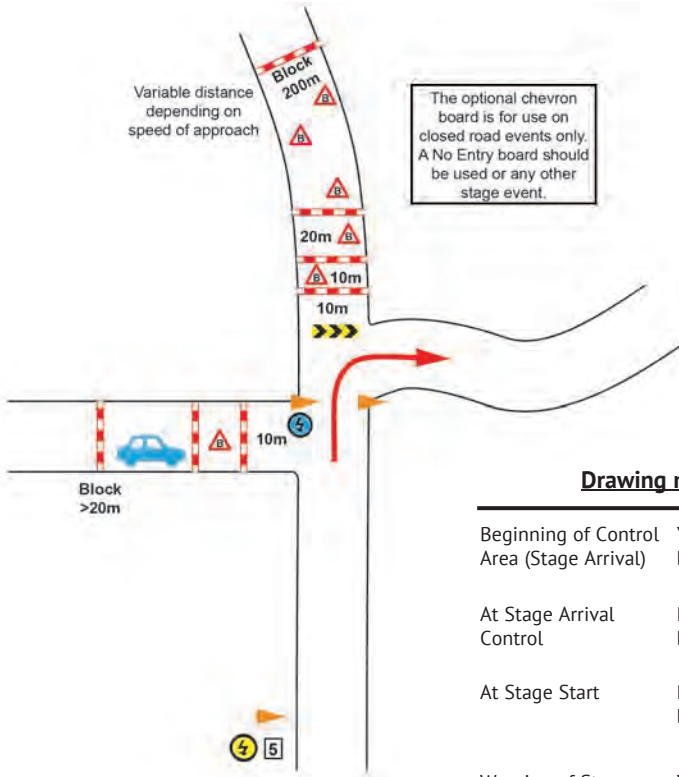 Block
200m
Variable distance
depending on
speed of approach
B
B
B
The optional chevron
board is for use on
closed road events only.
A No Entry board should
be used or any other
stage event.
20m B
B 10m
10m
B 10m
Block
>20m
5
Drawing
Beginning of Control
Area (Stage Arrival)
At Stage Arrival
Control
At Stage Start